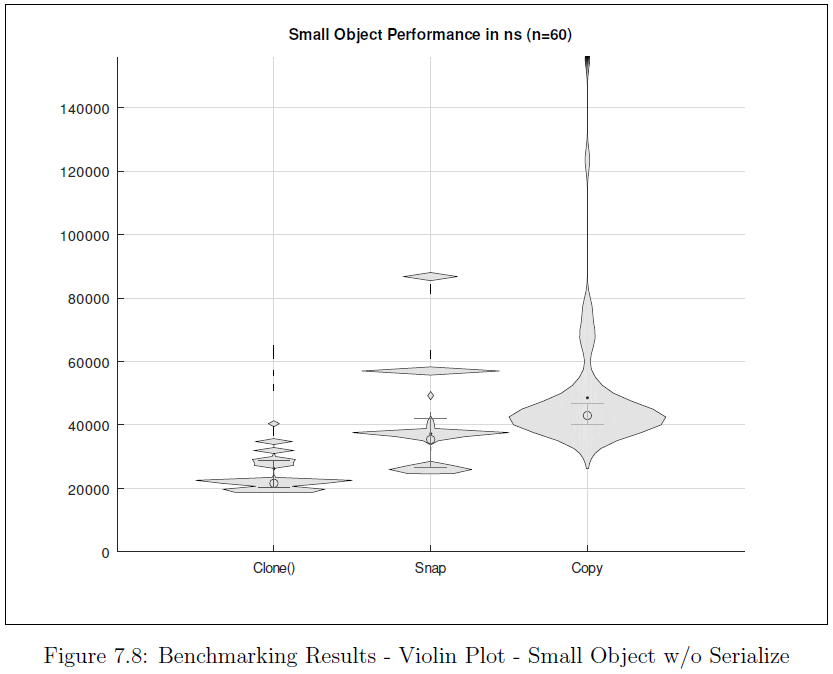 Small Object Performance in ns (n=60)
140000
120000
100000
80000
60000
40000
20000
0
Clone() Snap Copy
Figure 7.8: Benchmarking Results - Violin Plot - Small Object w/o Serialize